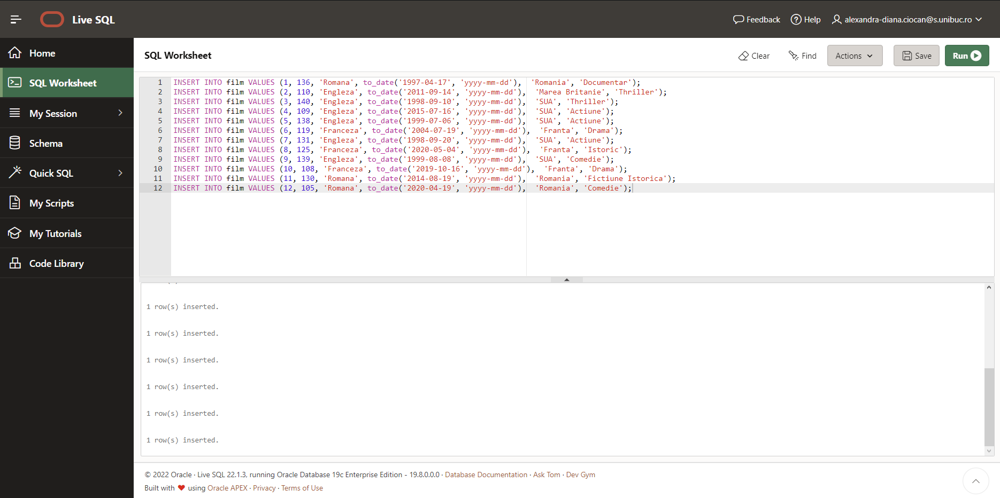 Live SQL
Feedback
Help
alexandra-diana.ciocan@s.unibuc.ro
Home
SQL Worksheet
My Session
Schema
Quick SQL
My Scripts
My Tutorials
Code Library
SQL Worksheet
Clear
Find
Actions
Save
Run
1 INSERT INTO film VALUES (1, 136, 'Romana', to_date('1997-04-17', 'yyyy-mm-dd'),  'Romania', 'Documentar');
2 INSERT INTO film VALUES (2, 110, 'Engleza', to_date('2011-09-14', 'yyyy-mm-dd'),  'Marea Britanie', 'Thriller');
3 INSERT INTO film VALUES (3, 140, 'Engleza', to_date('1998-09-10', 'yyyy-mm-dd'),  'SUA', 'Thriller');
4 INSERT INTO film VALUES (4, 109, 'Engleza', to_date('2015-07-16', 'yyyy-mm-dd'),  'SUA', 'Actiune');
5 INSERT INTO film VALUES (5, 138, 'Engleza', to_date('1999-07-06', 'yyyy-mm-dd'),  'SUA', 'Actiune');
6 INSERT INTO film VALUES (6, 119, 'Franceza', to_date('2004-07-19', 'yyyy-mm-dd'),  'Franta', 'Drama');
7 INSERT INTO film VALUES (7, 131, 'Engleza', to_date('1998-09-20', 'yyyy-mm-dd'),  'SUA', 'Actiune');
8 INSERT INTO film VALUES (8, 125, 'Franceza', to_date('2020-05-04', 'yyyy-mm-dd'),  'Franta', 'Istoric');
9 INSERT INTO film VALUES (9, 139, 'Engleza', to_date('1999-08-08', 'yyyy-mm-dd'),  'SUA', 'Comedie');
10 INSERT INTO film VALUES (10, 108, 'Franceza', to_date('2019-10-16', 'yyyy-mm-dd'),  'Franta', 'Drama');
11 INSERT INTO film VALUES (11, 130, 'Romana', to_date('2014-08-19', 'yyyy-mm-dd'),  'Romania', 'Fictiune Istorica');
12 INSERT INTO film VALUES (12, 105, 'Romana', to_date('2020-04-19', 'yyyy-mm-dd'),  'Romania', 'Comedie');
1 row(s) inserted.
1 row(s) inserted.
1 row(s) inserted.
1 row(s) inserted.
1 row(s) inserted.
1 row(s) inserted.
© 2022 Oracle · Live SQL 22.1.3, running Oracle Database 19c Enterprise Edition - 19.8.0.0.0 · Database Documentation · Ask Tom · Dev Gym
Built with ❤ using Oracle APEX · Privacy · Terms of Use